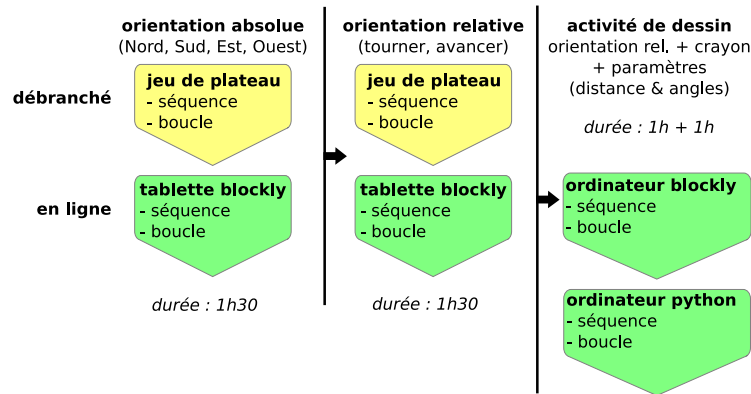 orientation absolue
(Nord, Sud, Est, Ouest)
orientation relative
(tourner, avancer)
activité de dessin
orientation rel. + crayon
+ paramètres
(distance & angles)
durée : 1h + 1h
débranché
jeu de plateau
- séquence
- boucle
jeu de plateau
- séquence
- boucle
en ligne
tablette blockly
- séquence
- boucle
tablette blockly
- séquence
- boucle
ordinateur blockly
- séquence
- boucle
durée : 1h30
durée : 1h30
ordinateur python
- séquence
- boucle